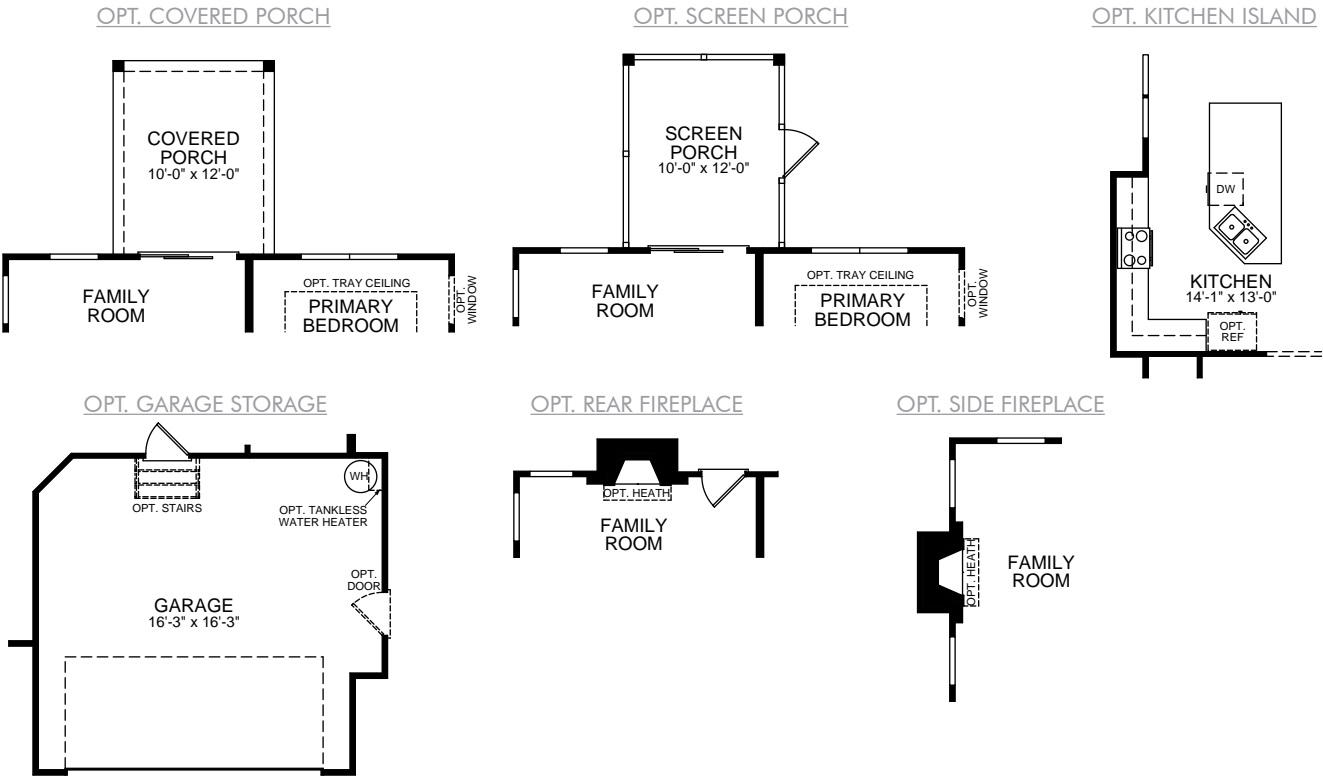 OPT. COVERED PORCH
COVERED
PORCH
10'-0" x 12'-0"
FAMILY
ROOM
OPT. TRAY CEILING
PRIMARY
BEDROOM
OPT.
WINDOW
OPT. SCREEN PORCH
SCREEN
PORCH
10'-0" x 12'-0"
FAMILY
ROOM
OPT. TRAY CEILING
PRIMARY
BEDROOM
OPT.
WINDOW
OPT. KITCHEN ISLAND
DW
KITCHEN
14'-1" x 13'-0"
OPT.
REF
OPT. GARAGE STORAGE
WH
OPT. STAIRS
OPT. TANKLESS
WATER HEATER
OPT.
DOOR
GARAGE
16'-3" x 16'-3"
OPT. REAR FIREPLACE
OPT. HEATH
FAMILY
ROOM
OPT. SIDE FIREPLACE
OPT. HEATH
FAMILY
ROOM